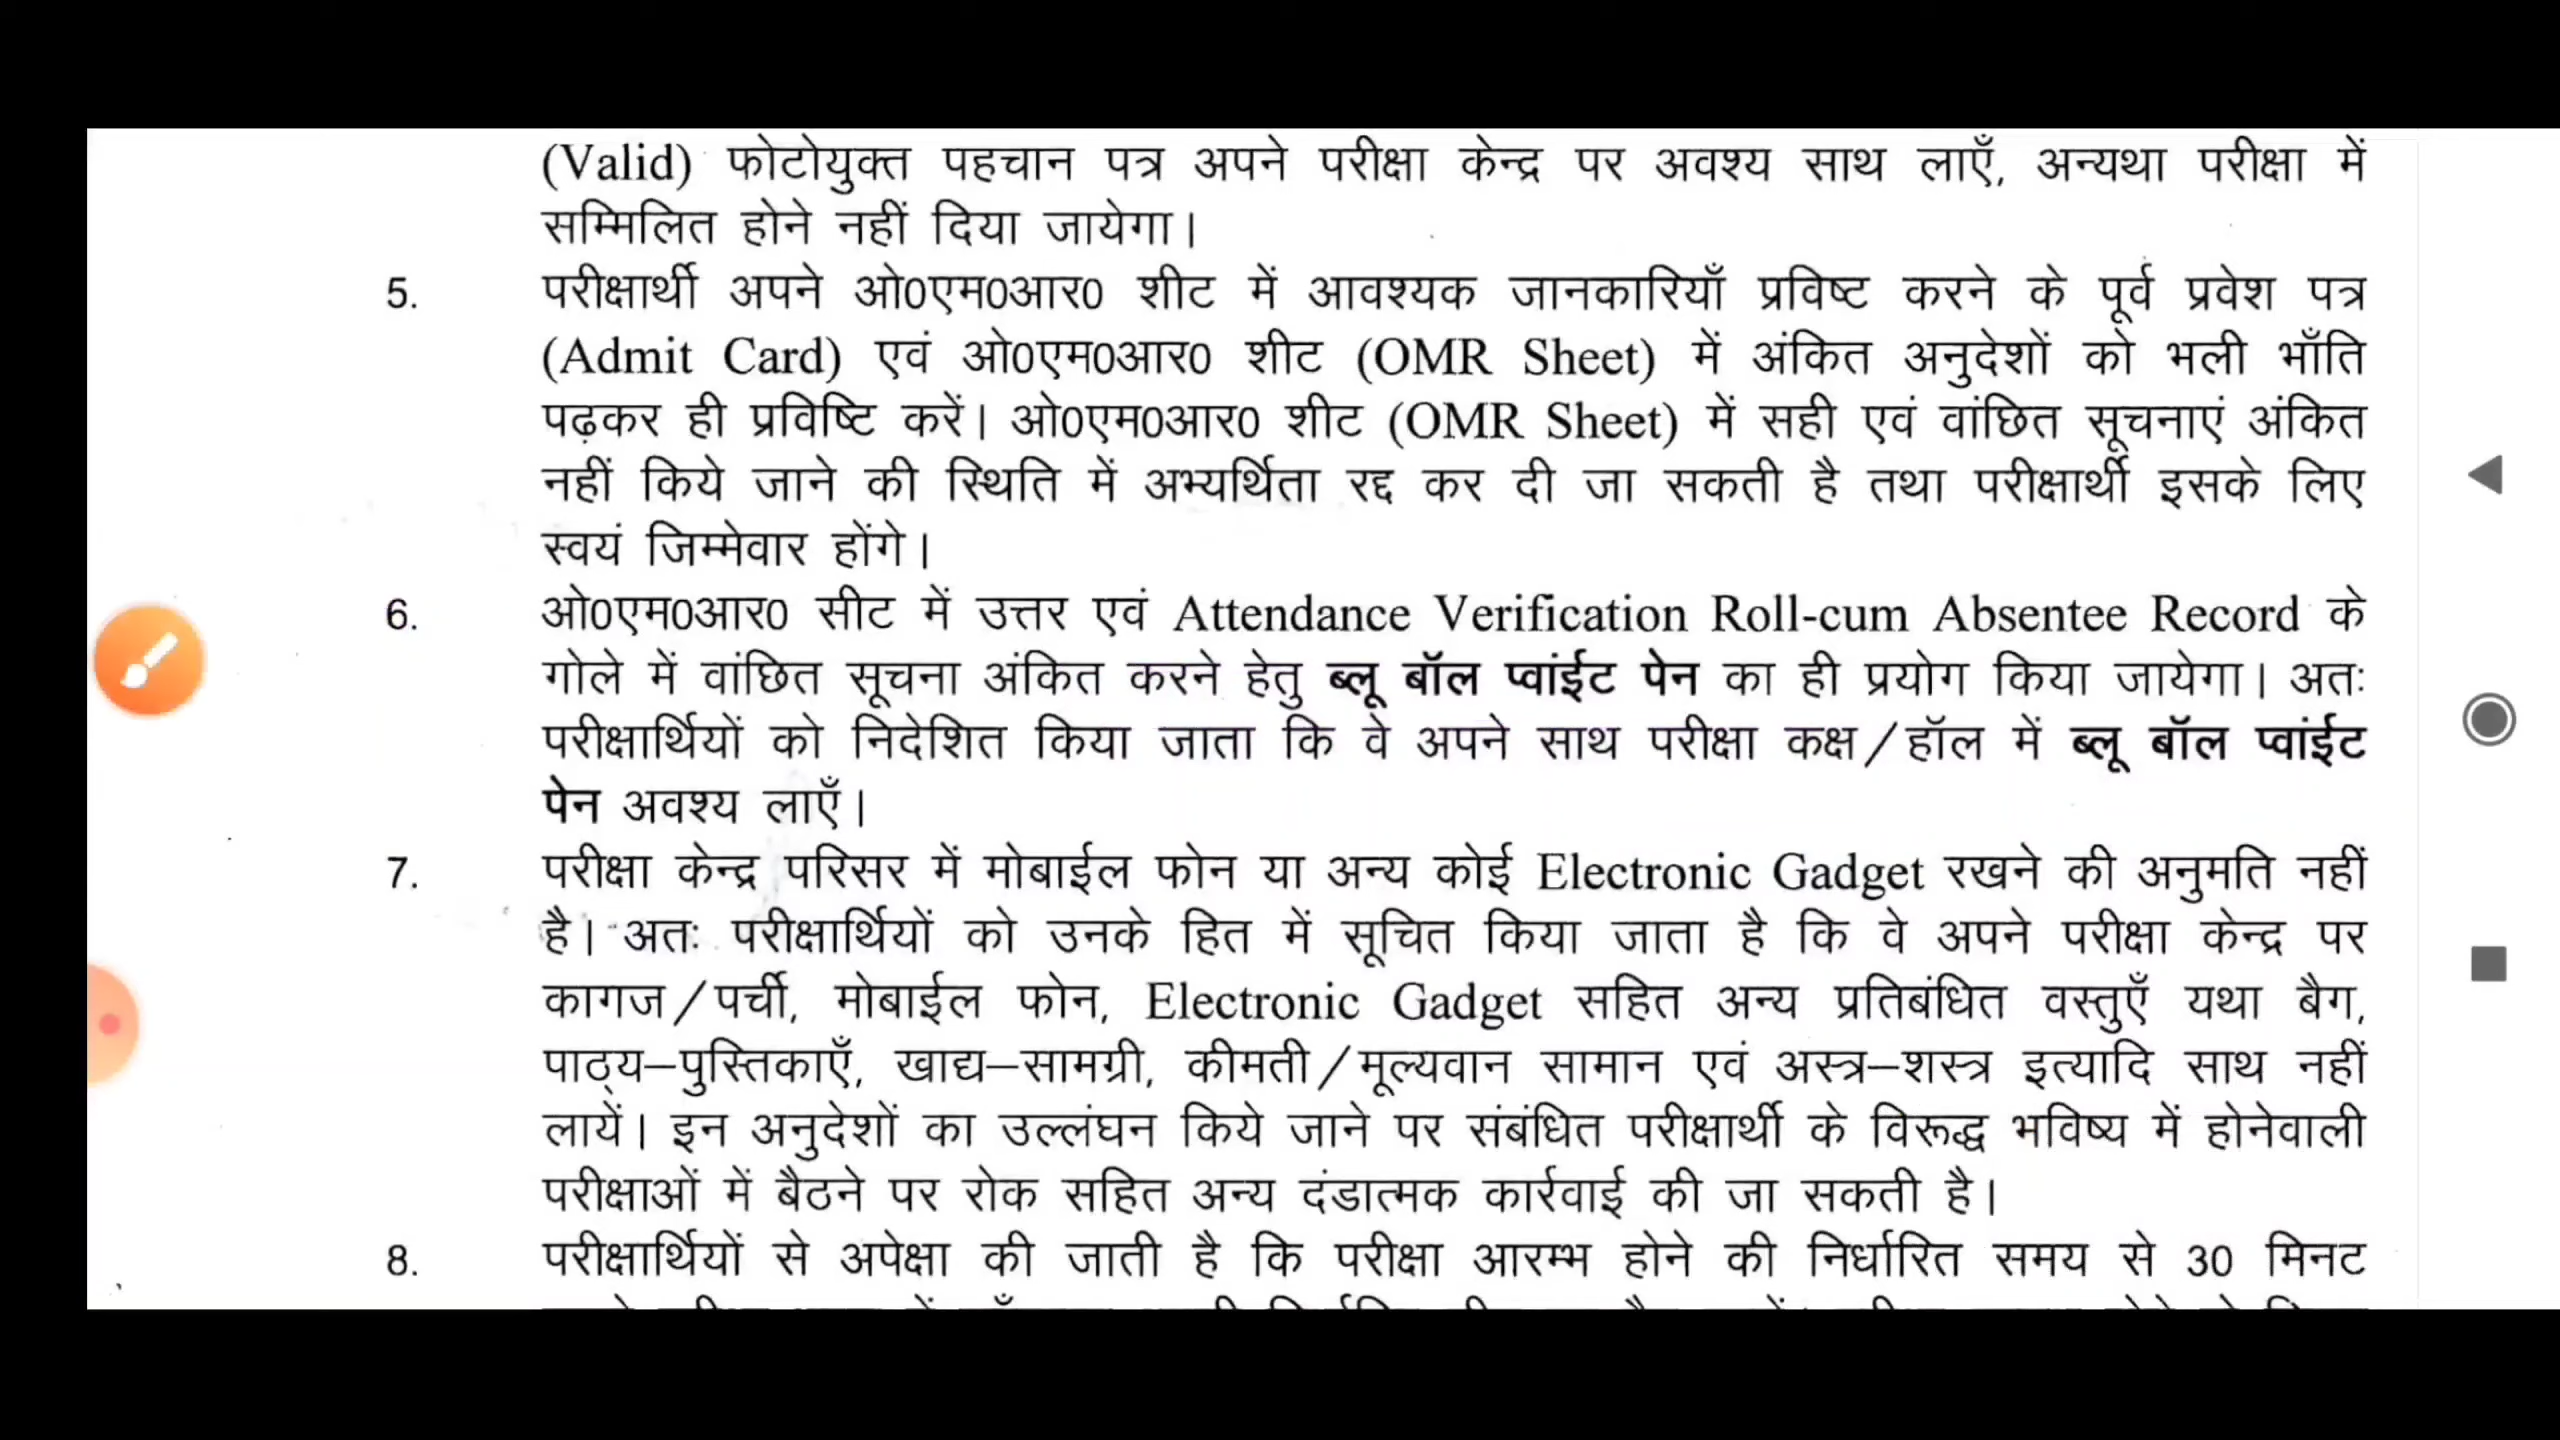 (Valid) फोटोयुक्त पहचान पत्र अपने परीक्षा केन्द्र पर अवश्य साथ लाएँ, अन्यथा परीक्षा में
सम्मिलित होने नहीं दिया जायेगा।
5. परीक्षार्थी अपने ओ0एम0आर0 शीट में आवश्यक जानकारियाँ प्रविष्ट करने के पूर्व प्रवेश पत्र
(Admit Card) एवं ओ0एम0आर0 शीट (OMR Sheet) में अंकित अनुदेशों को भली भाँति
पढ़कर ही प्रविष्टि करें। ओ0एम0आर0 शीट (OMR Sheet) में सही एवं वांछित सूचनाएं अंकित
नहीं किये जाने की स्थिति में अभ्यर्थिता रद्द कर दी जा सकती है तथा परीक्षार्थी इसके लिए
स्वयं जिम्मेवार होंगे।
6. ओ0एम0आर0 सीट में उत्तर एवं Attendance Verification Roll-cum Absentee Record के
गोले में वांछित सूचना अंकित करने हेतु ब्लू बॉल प्वांईट पेन का ही प्रयोग किया जायेगा। अतः
परीक्षार्थियों को निदेशित किया जाता कि वे अपने साथ परीक्षा कक्ष/हॉल में ब्लू बॉल प्वांईट
पेन अवश्य लाएँ।
7. परीक्षा केन्द्र परिसर में मोबाईल फोन या अन्य कोई Electronic Gadget रखने की अनुमति नहीं
है। अतः परीक्षार्थियों को उनके हित में सूचित किया जाता है कि वे अपने परीक्षा केन्द्र पर
कागज/पर्ची, मोबाईल फोन, Electronic Gadget सहित अन्य प्रतिबंधित वस्तुएँ यथा बैग,
पाठ्य–पुस्तिकाएँ, खाद्य–सामग्री, कीमती/मूल्यवान सामान एवं अस्त्र–शस्त्र इत्यादि साथ नहीं
लायें। इन अनुदेशों का उल्लंघन किये जाने पर संबंधित परीक्षार्थी के विरूद्ध भविष्य में होनेवाली
परीक्षाओं में बैठने पर रोक सहित अन्य दंडात्मक कार्रवाई की जा सकती है।
8. परीक्षार्थियों से अपेक्षा की जाती है कि परीक्षा आरम्भ होने की निर्धारित समय से 30 मिनट